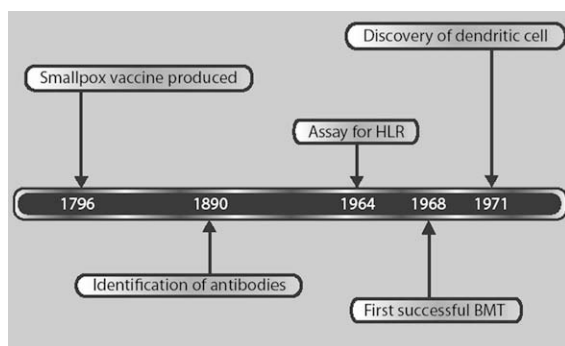 Discovery of dendritic cell
Smallpox vaccine produced
Assay for HLR
1796 1890 1964 1968 1971
Identification of antibodies
First successful BMT